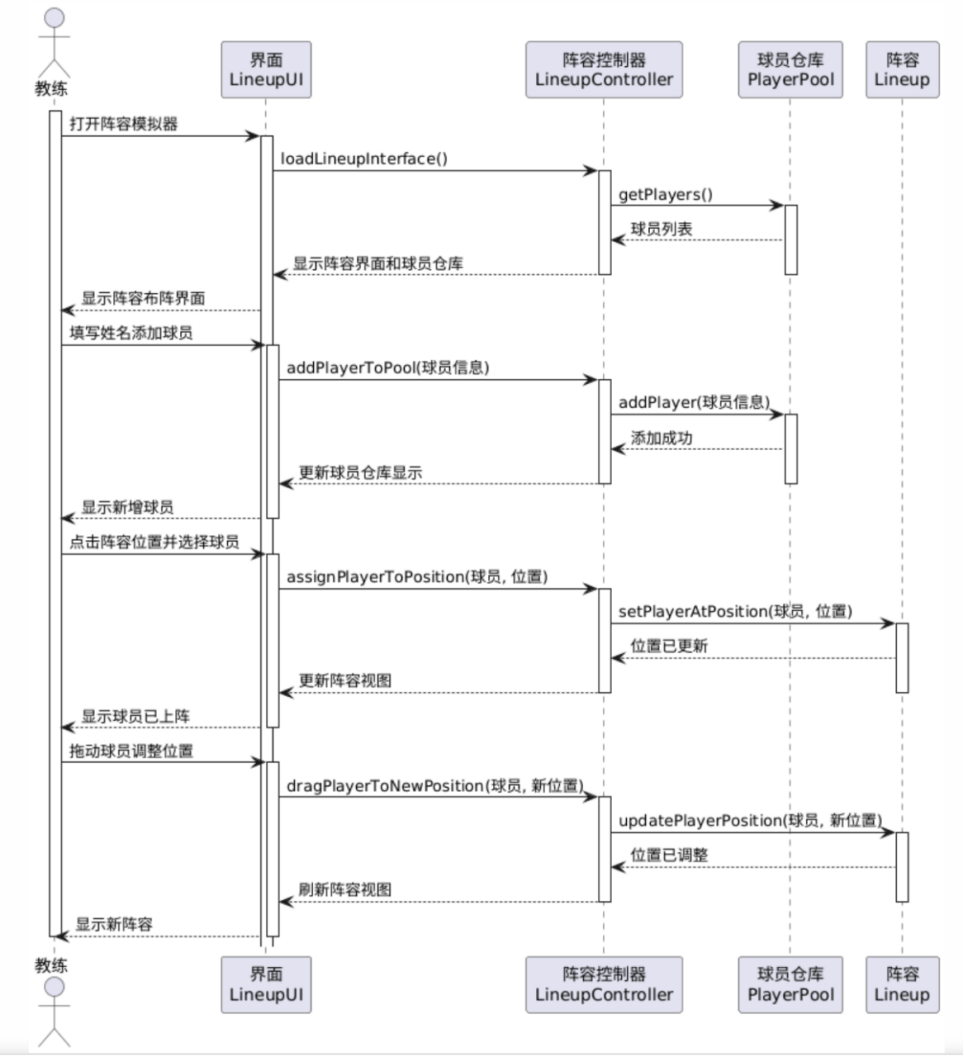 教练
界面
LineupUI
阵容控制器
LineupController
球员仓库
PlayerPool
阵容
Lineup
打开阵容模拟器
loadLineupInterface()
getPlayers()
球员列表
显示阵容界面和球员仓库
显示阵容布阵界面
填写姓名添加球员
addPlayerToPool(球员信息)
addPlayer(球员信息)
添加成功
更新球员仓库显示
显示新增球员
点击阵容位置并选择球员
assignPlayerToPosition(球员, 位置)
setPlayerAtPosition(球员, 位置)
位置已更新
更新阵容视图
显示球员已上阵
拖动球员调整位置
dragPlayerToNewPosition(球员, 新位置)
updatePlayerPosition(球员, 新位置)
位置已调整
刷新阵容视图
显示新阵容
教练
界面
LineupUI
阵容控制器
LineupController
球员仓库
PlayerPool
阵容
Lineup